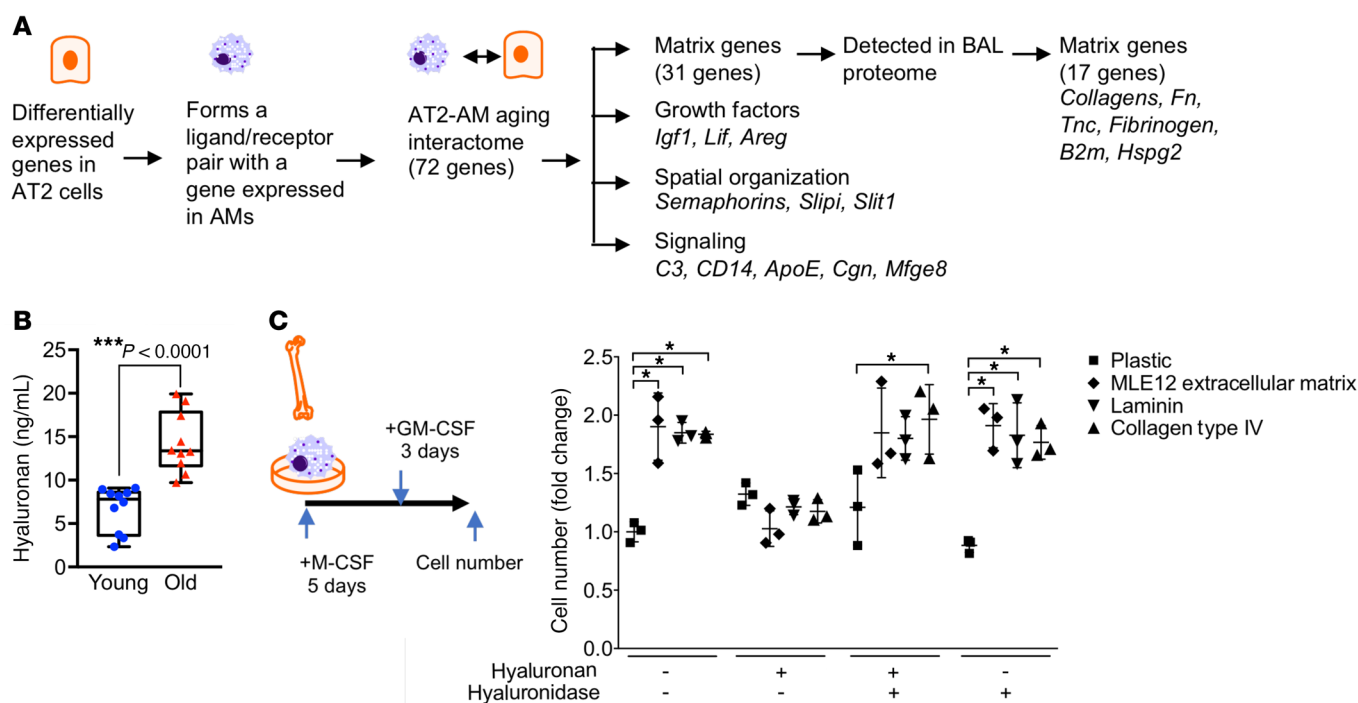 A
Differentially
expressed
genes in
AT2 cells
Forms a
ligand/receptor
pair with a
gene expressed
in AMs
AT2-AM aging
interactome
(72 genes)
Matrix genes
(31 genes)
Detected in BAL
proteome
Matrix genes
(17 genes)
Collagens, Fn,
Tnc, Fibrinogen,
B2m, Hspg2
Growth factors
Igf1, Lif, Areg
Spatial organization
Semaphorins, Slipi, Slit1
Signaling
C3, CD14, ApoE, Cgn, Mfge8
B
***
P < 0.0001
Hyaluronan (ng/mL)
25
20
15
10
5
0
Young Old
C
+GM-CSF
3 days
+M-CSF
5 days
Cell number
Cell number (fold change)
2.5
2.0
1.5
1.0
0.5
0.0
*
*
*
*
*
*
*
Plastic
MLE12 extracellular matrix
Laminin
Collagen type IV
Hyaluronan - + + -
Hyaluronidase - - + +